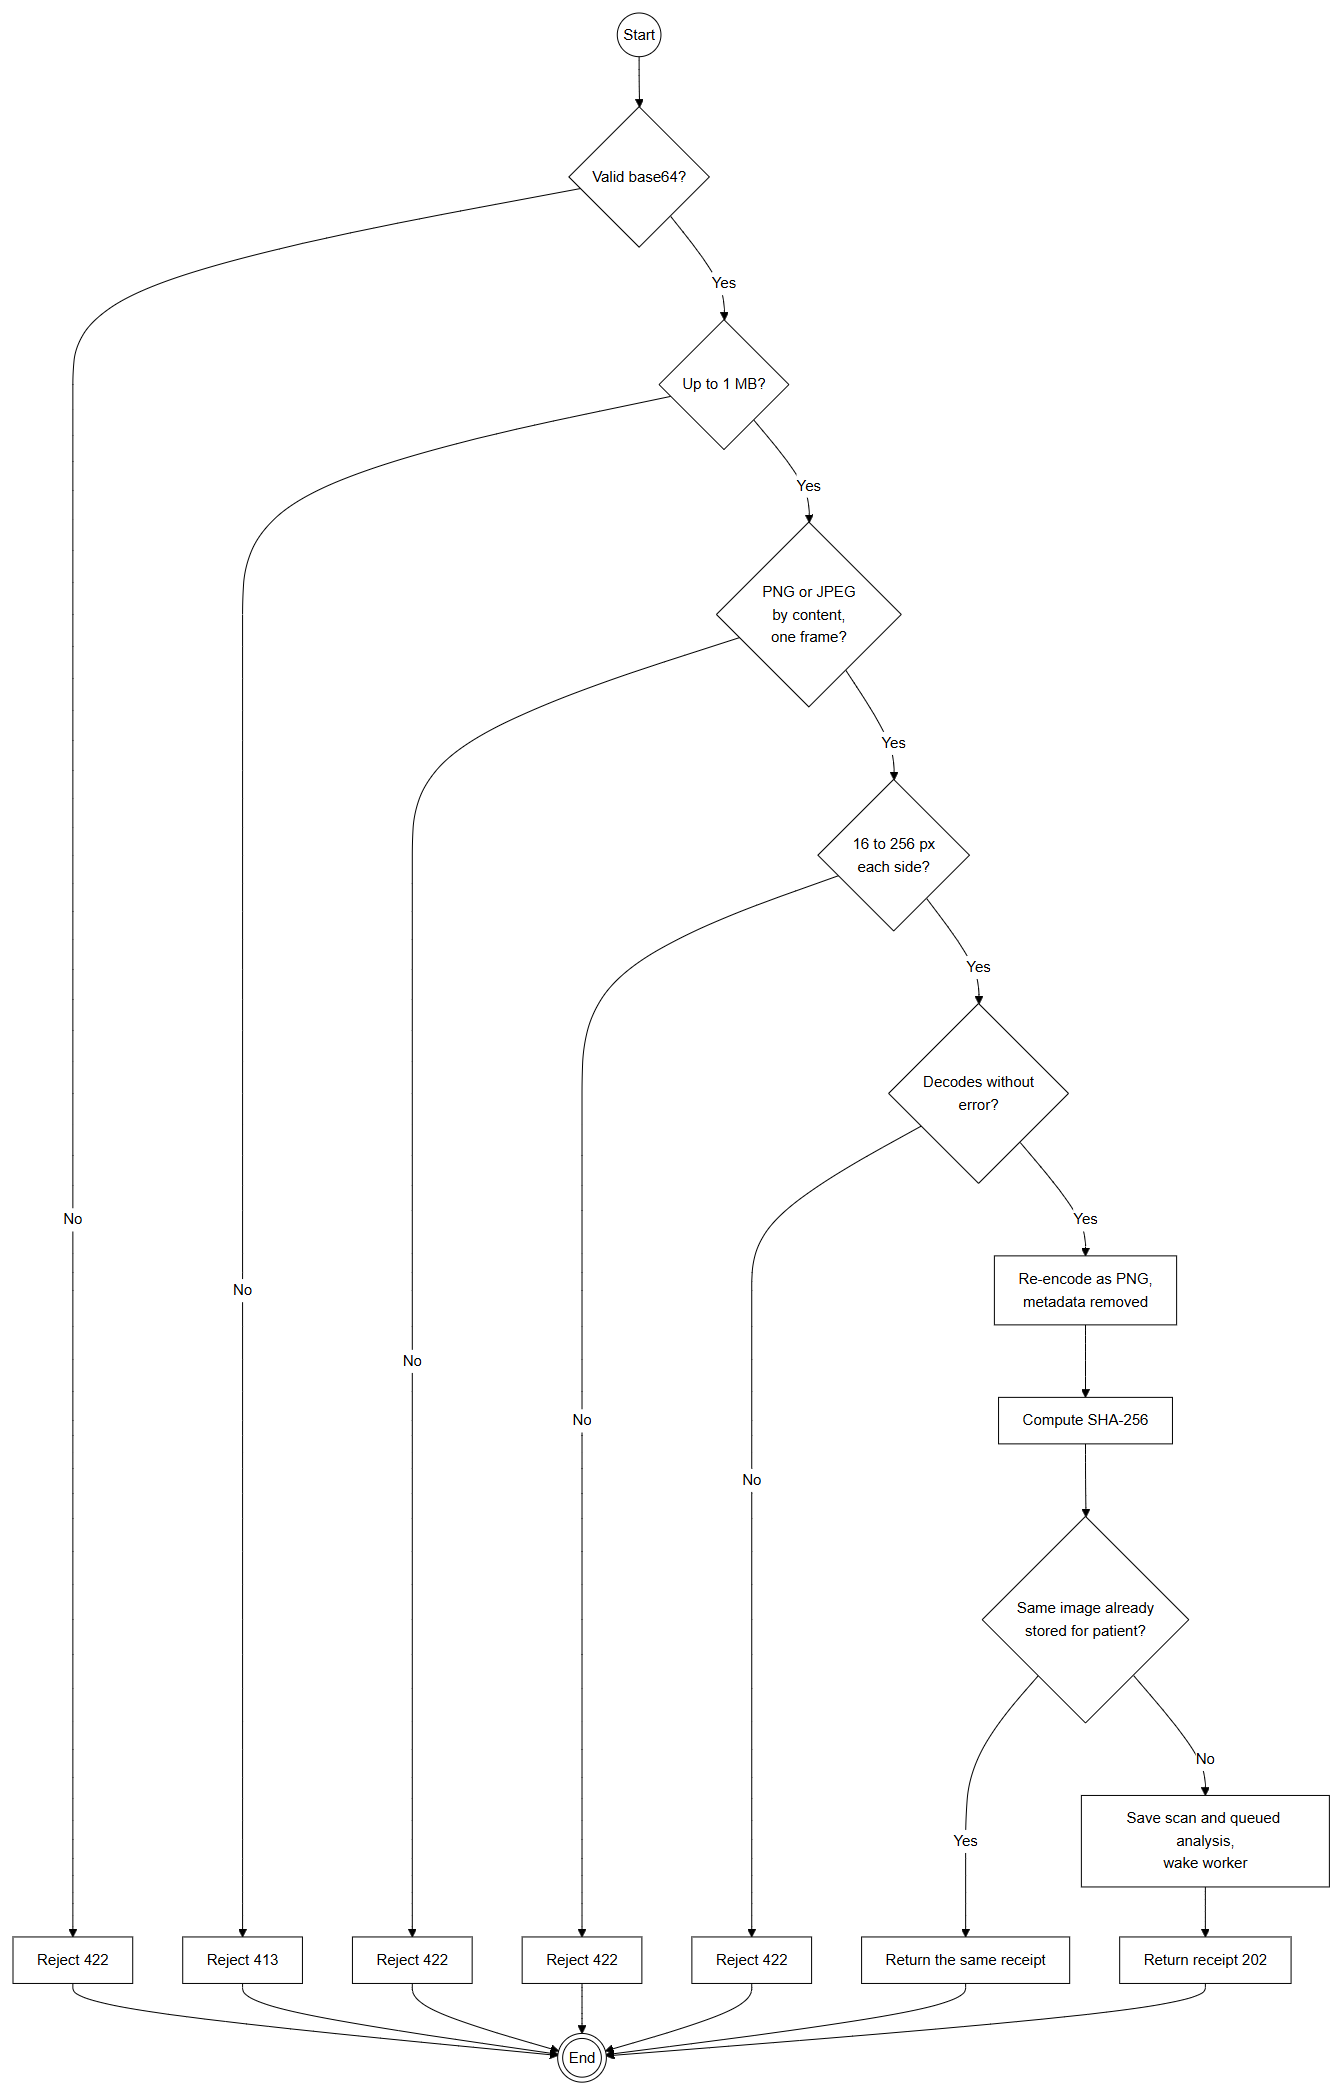 Start
Valid base64?
Yes
Up to 1 MB?
Yes
PNG or JPEG
by content,
one frame?
Yes
16 to 256 px
each side?
Yes
Decodes without
error?
No
Yes
Re-encode as PNG,
metadata removed
No
No
No
Compute SHA-256
No
Same image already
stored for patient?
No
Save scan and queued
analysis,
wake worker
Yes
Reject 422
Reject 413
Reject 422
Reject 422
Reject 422
Return the same receipt
Return receipt 202
End